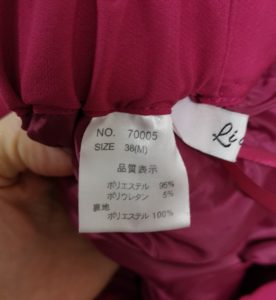 NO. 70005
SIZE 38(M)
品質表示
ポリエステル 95%
ポリウレタン 5%
裏地
ポリエステル 100%